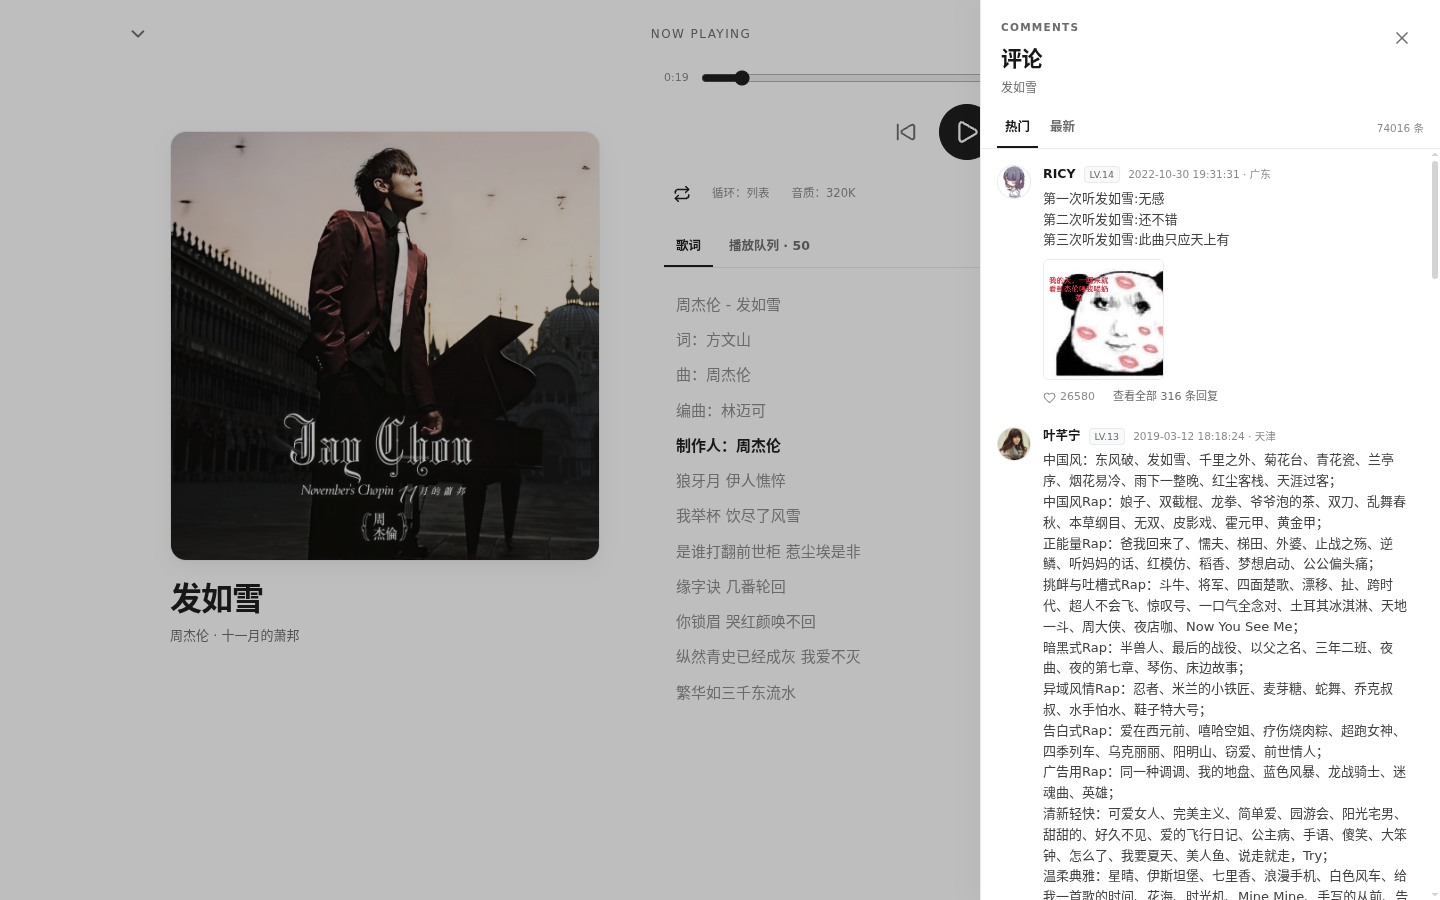 NOW PLAYING
0:19
循环：列表
音质：320K
歌词
播放队列 · 50
周杰伦 - 发如雪
词：方文山
曲：周杰伦
编曲：林迈可
制作人：周杰伦
狼牙月 伊人憔悴
我举杯 饮尽了风雪
是谁打翻前世柜 惹尘埃是非
缘字诀 几番轮回
你锁眉 哭红颜唤不回
纵然青史已经成灰 我爱不灭
繁华如三千东流水
Jay Chou
November's Chopin 11月的蕭邦
周
杰倫
发如雪
周杰伦 · 十一月的萧邦
COMMENTS
评论
发如雪
热门
最新
74016 条
RICY LV.14 2022-10-30 19:31:31 · 广东
第一次听发如雪:无感
第二次听发如雪:还不错
第三次听发如雪:此曲只应天上有
26580 查看全部 316 条回复
叶芊宁 LV.13 2019-03-12 18:18:24 · 天津
中国风：东风破、发如雪、千里之外、菊花台、青花瓷、兰亭
序、烟花易冷、雨下一整晚、红尘客栈、天涯过客；
中国风Rap：娘子、双截棍、龙拳、爷爷泡的茶、双刀、乱舞春
秋、本草纲目、无双、皮影戏、霍元甲、黄金甲；
正能量Rap：爸我回来了、懦夫、梯田、外婆、止战之殇、逆
鳞、听妈妈的话、红模仿、稻香、梦想启动、公公偏头痛；
挑衅与吐槽式Rap：斗牛、将军、四面楚歌、漂移、扯、跨时
代、超人不会飞、惊叹号、一口气全念对、土耳其冰淇淋、天地
一斗、周大侠、夜店咖、Now You See Me；
暗黑式Rap：半兽人、最后的战役、以父之名、三年二班、夜
曲、夜的第七章、琴伤、床边故事；
异域风情Rap：忍者、米兰的小铁匠、麦芽糖、蛇舞、乔克叔
叔、水手怕水、鞋子特大号；
告白式Rap：爱在西元前、嘻哈空姐、疗伤烧肉粽、超跑女神、
四季列车、乌克丽丽、阳明山、窃爱、前世情人；
广告用Rap：同一种调调、我的地盘、蓝色风暴、龙战骑士、迷
魂曲、英雄；
清新轻快：可爱女人、完美主义、简单爱、园游会、阳光宅男、
甜甜的、好久不见、爱的飞行日记、公主病、手语、傻笑、大笨
钟、怎么了、我要夏天、美人鱼、说走就走，Try；
温柔典雅：星晴、伊斯坦堡、七里香、浪漫手机、白色风车、给
我一首歌的时间、花海、时光机、Mine Mine、手写的从前、告